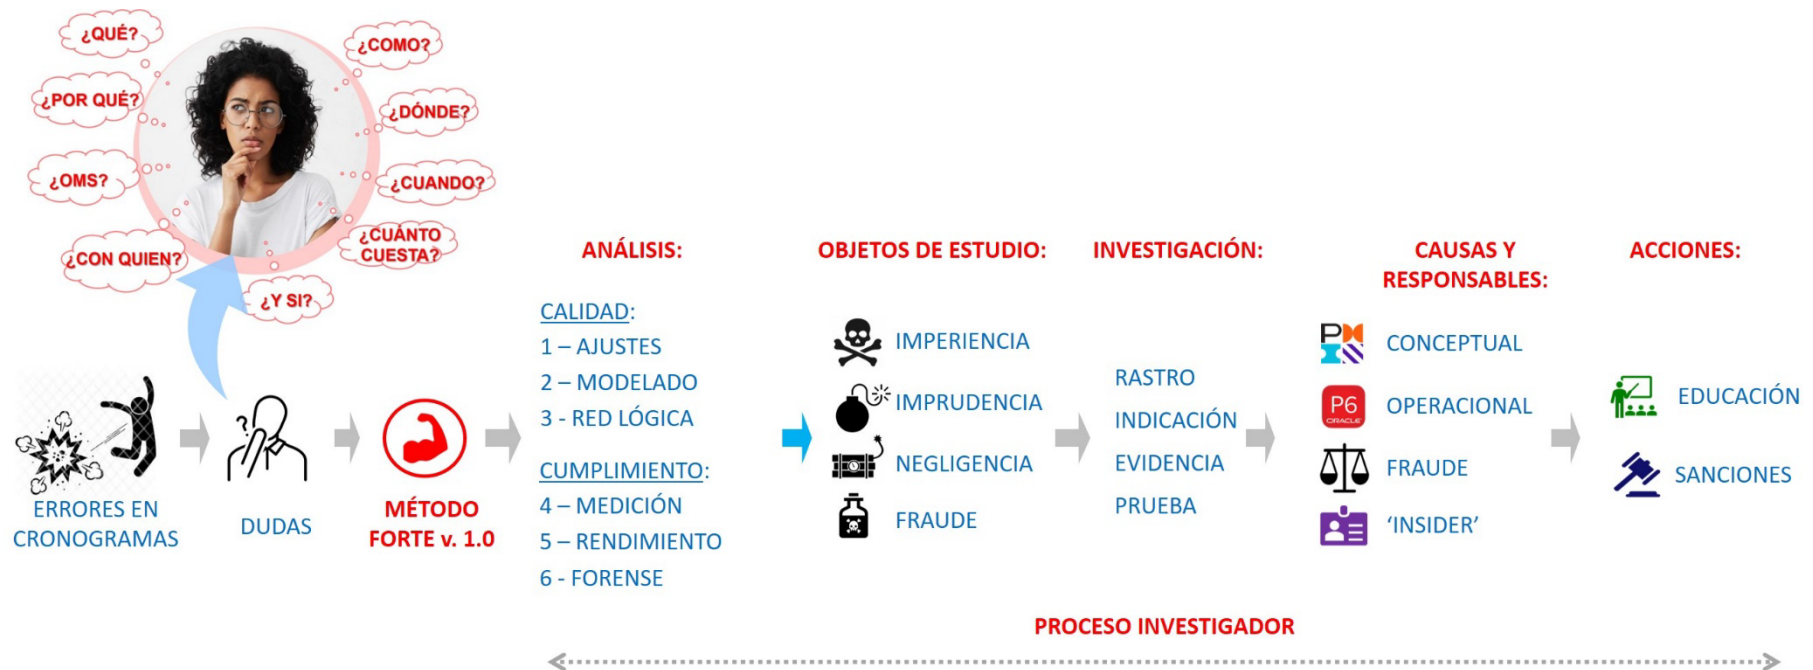 ¿QUÉ?
¿COMO?
¿POR QUÉ?
¿DÓNDE?
¿OMS?
¿CUANDO?
¿CON QUIEN?
¿CUÁNTO
CUESTA?
¿Y SI?
ERRORES EN
CRONOGRAMAS
?
?
DUDAS
MÉTODO
FORTE v. 1.0
ANÁLISIS:
CALIDAD:
1 – AJUSTES
2 – MODELADO
3 - RED LÓGICA
CUMPLIMIENTO:
4 – MEDICIÓN
5 – RENDIMIENTO
6 - FORENSE
OBJETOS DE ESTUDIO:
IMPERIENCIA
IMPRUDENCIA
NEGLIGENCIA
FRAUDE
INVESTIGACIÓN:
RASTRO
INDICACIÓN
EVIDENCIA
PRUEBA
CAUSAS Y
RESPONSABLES:
CONCEPTUAL
P6
ORACLE
OPERACIONAL
FRAUDE
‘INSIDER’
ACCIONES:
EDUCACIÓN
SANCIONES
PROCESO INVESTIGADOR